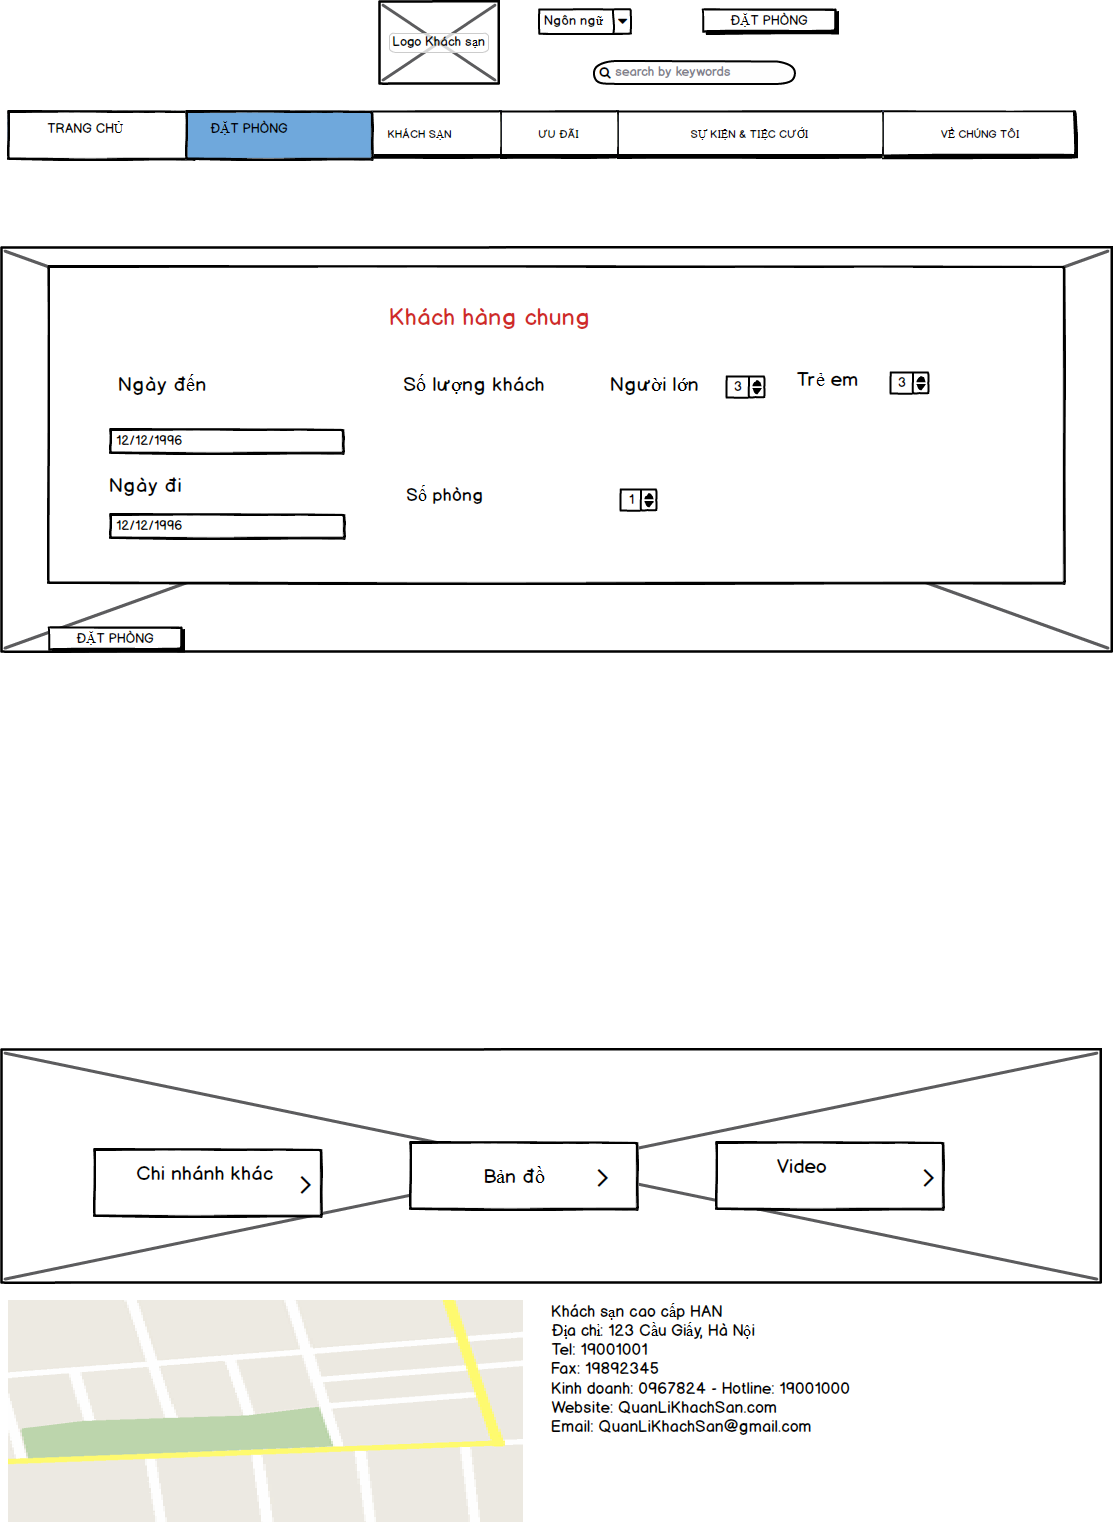 Logo Khách sạn
Ngôn ngữ
ĐẶT PHÒNG
search by keywords
TRANG CHỦ
ĐẶT PHÒNG
KHÁCH SẠN
ƯU ĐÃI
SỰ KIỆN & TIỆC CƯỚI
VỀ CHÚNG TÔI
Khách hàng chung
Ngày đến
Số lượng khách
Người lớn
3
Trẻ em
3
12/12/1996
Ngày đi
Số phòng
1
12/12/1996
ĐẶT PHÒNG
Chi nhánh khác
Bản đồ
Video
Khách sạn cao cấp HAN
Địa chỉ: 123 Cầu Giấy, Hà Nội
Tel: 19001001
Fax: 19892345
Kinh doanh: 0967824 - Hotline: 19001000
Website: QuanLiKhachSan.com
Email: QuanLiKhachSan@gmail.com